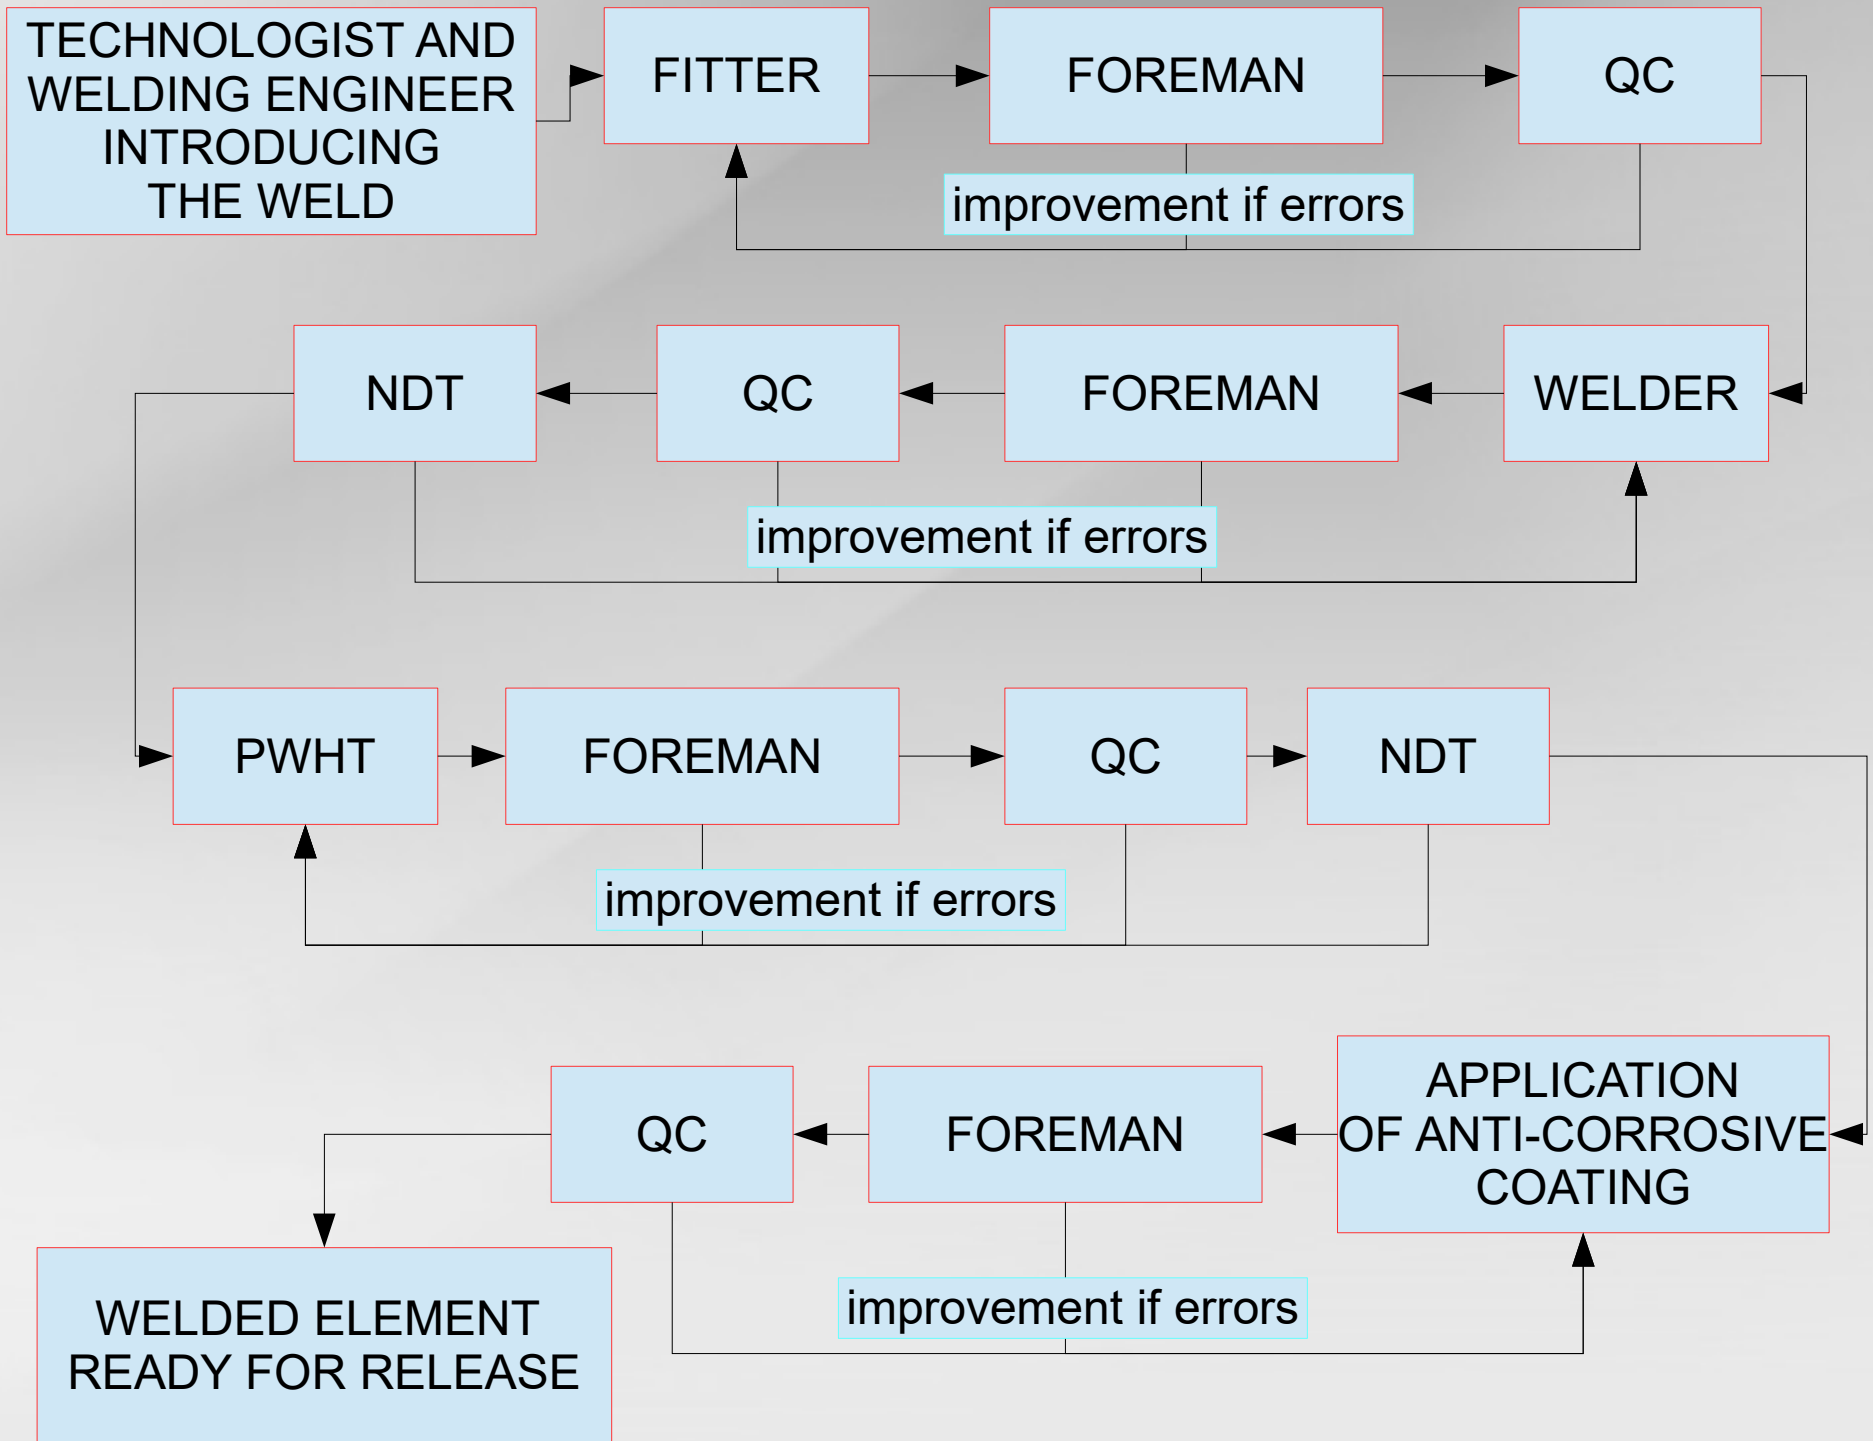 TECHNOLOGIST AND
WELDING ENGINEER
INTRODUCING
THE WELD
FITTER
FOREMAN
QC
improvement if errors
NDT
QC
FOREMAN
WELDER
improvement if errors
PWHT
FOREMAN
QC
NDT
improvement if errors
QC
FOREMAN
APPLICATION
OF ANTI-CORROSIVE
COATING
improvement if errors
WELDED ELEMENT
READY FOR RELEASE